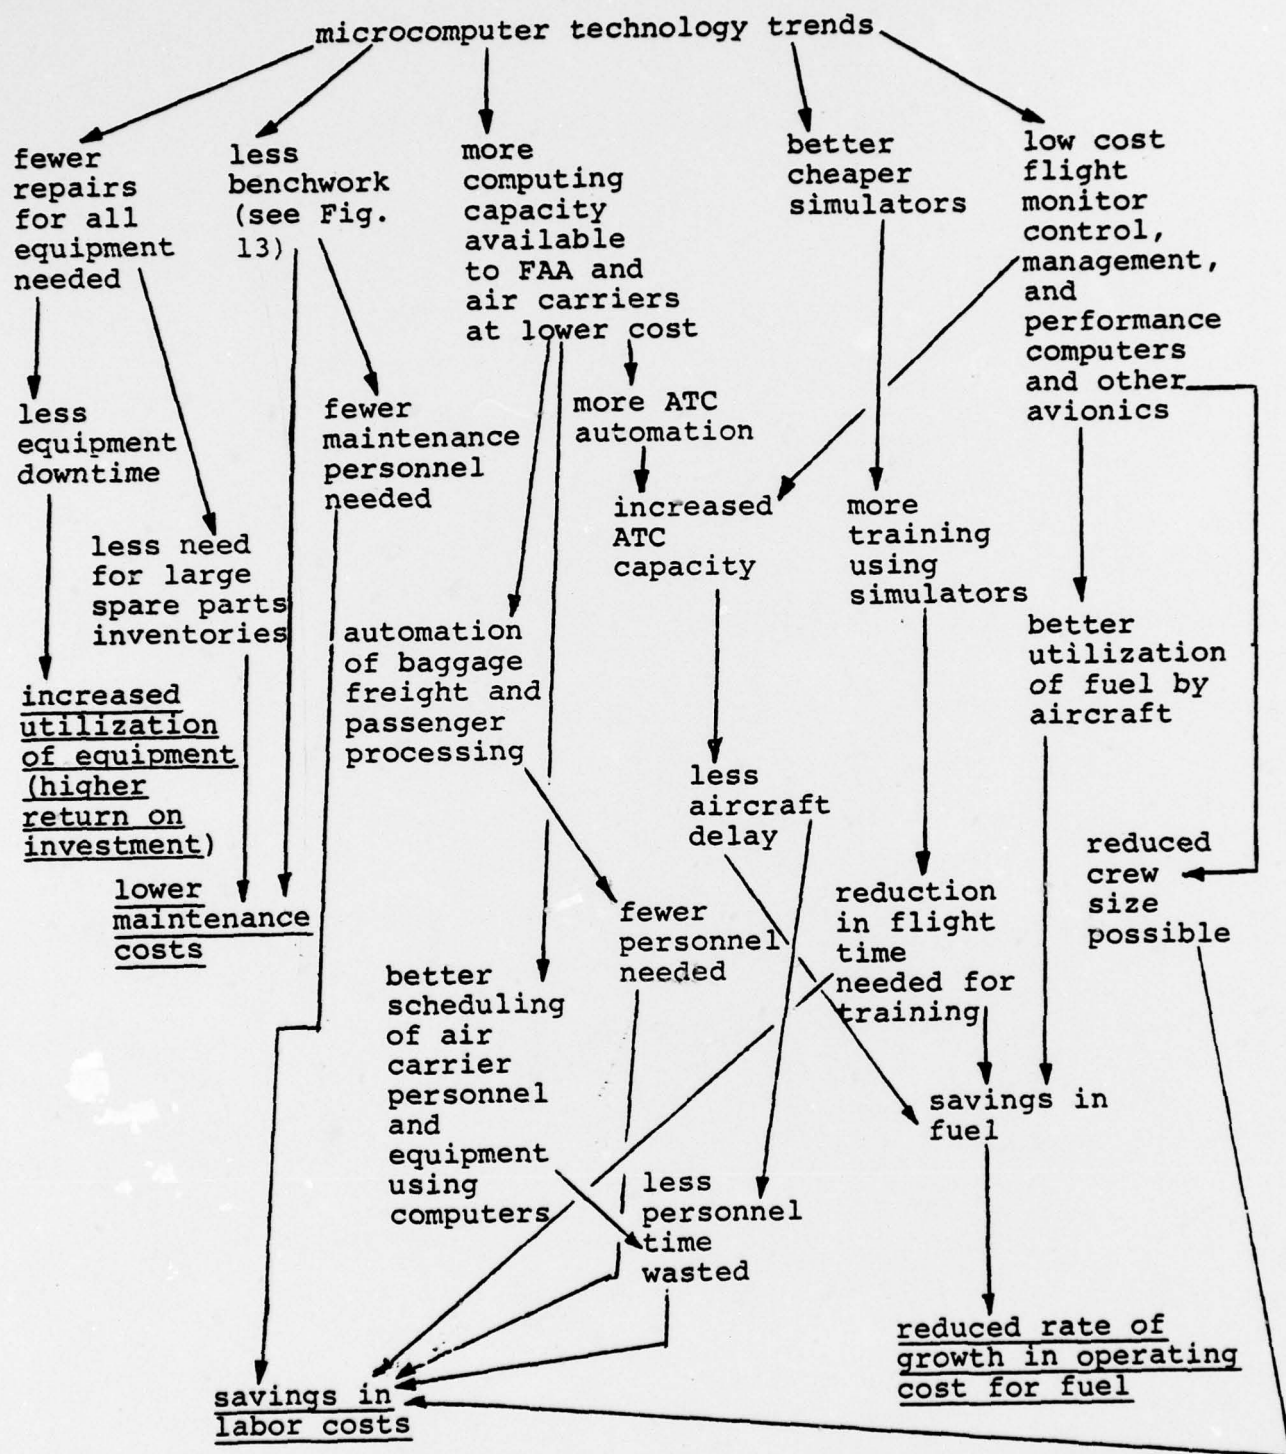 microcomputer technology trends
fewer
repairs
for all
equipment
needed
less
benchwork
(see Fig.
13)
more
computing
capacity
available
to FAA and
air carriers
at lower cost
better
cheaper
simulators
low cost
flight
monitor
control,
management,
and
performance
computers
and other
avionics
less
equipment
downtime
fewer
maintenance
personnel
needed
more ATC
automation
increased
ATC
capacity
more
training
using
simulators
less need
for large
spare parts
inventories
automation
of baggage
freight and
passenger
processing
better
utilization
of fuel by
aircraft
increased
utilization
of equipment
(higher
return on
investment)
less
aircraft
delay
reduced
crew
size
possible
lower
maintenance
costs
fewer
personnel
needed
reduction
in flight
time
needed for
training
better
scheduling
of air
carrier
personnel
and
equipment
using
computers
savings in
fuel
less
personnel
time
wasted
reduced rate of
growth in operating
cost for fuel
savings in
labor costs